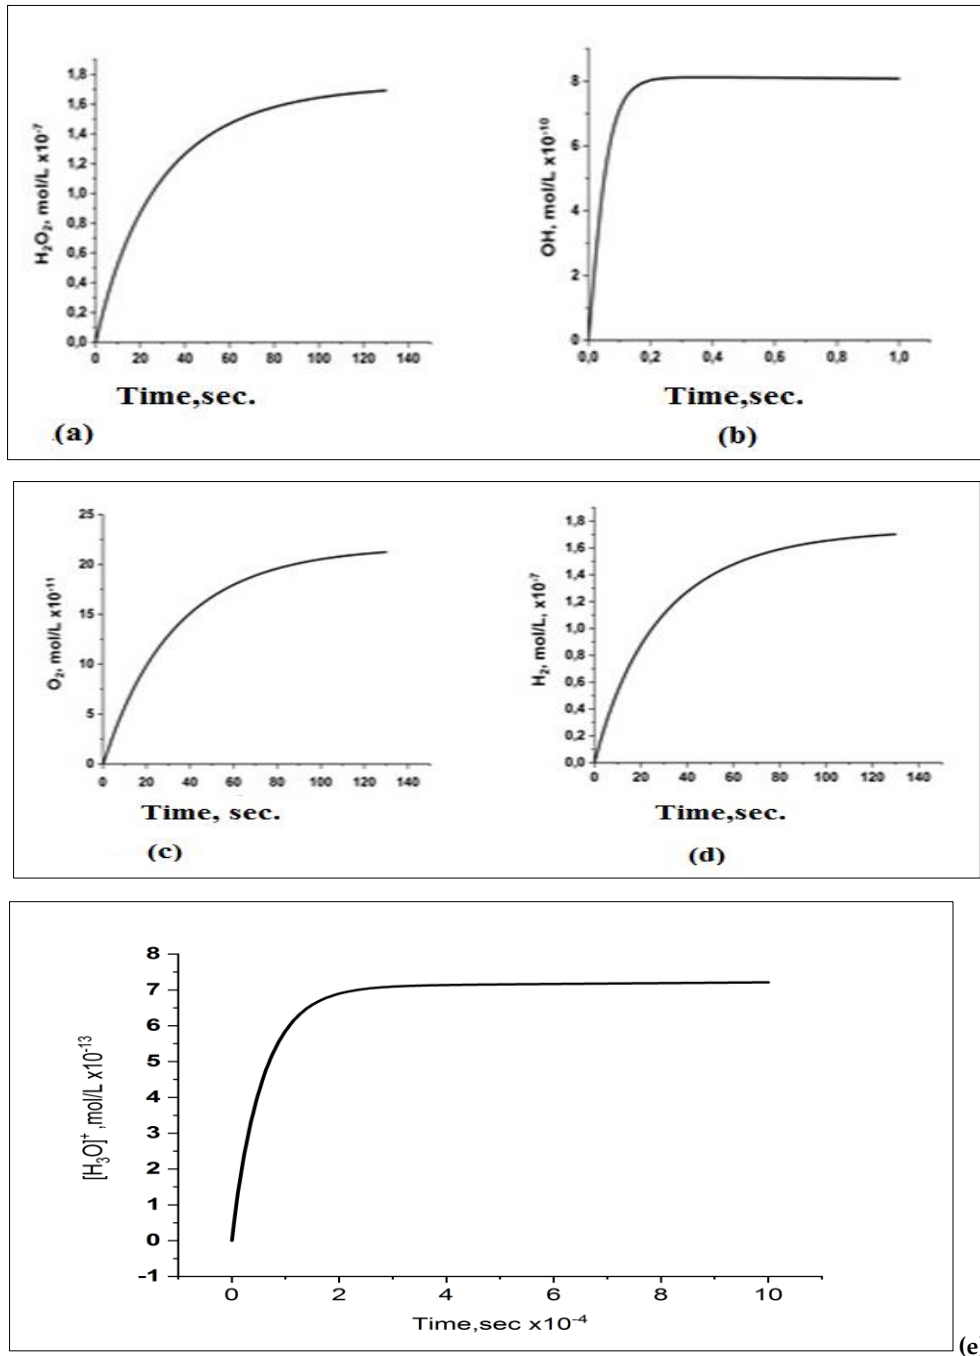 H₂O₂, mol/L x10⁻⁷
1,8
1,6
1,4
1,2
1,0
0,8
0,6
0,4
0,2
0,0
0 20 40 60 80 100 120 140
Time,sec.
(a)
OH, mol/L x10⁻¹⁰
8
6
4
2
0
0,0 0,2 0,4 0,6 0,8 1,0
Time,sec.
(b)
O₂, mol/L x10⁻¹¹
25
20
15
10
5
0
0 20 40 60 80 100 120 140
Time, sec.
(c)
H₂, mol/L, x10⁻⁷
1,8
1,6
1,4
1,2
1,0
0,8
0,6
0,4
0,2
0,0
0 20 40 60 80 100 120 140
Time,sec.
(d)
[H₃O]⁺,mol/L x10⁻¹³
8
7
6
5
4
3
2
1
0
-1
0 2 4 6 8 10
Time,sec x10⁻⁴
(e)